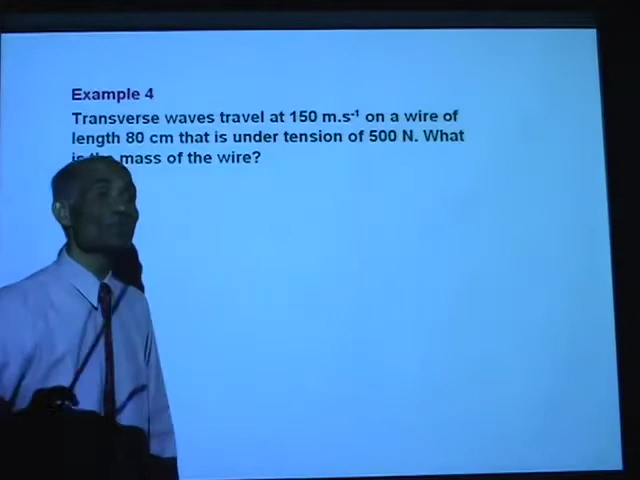 Example 4
Transverse waves travel at 150 m.s⁻¹ on a wire of
length 80 cm that is under tension of 500 N. What
is the mass of the wire?